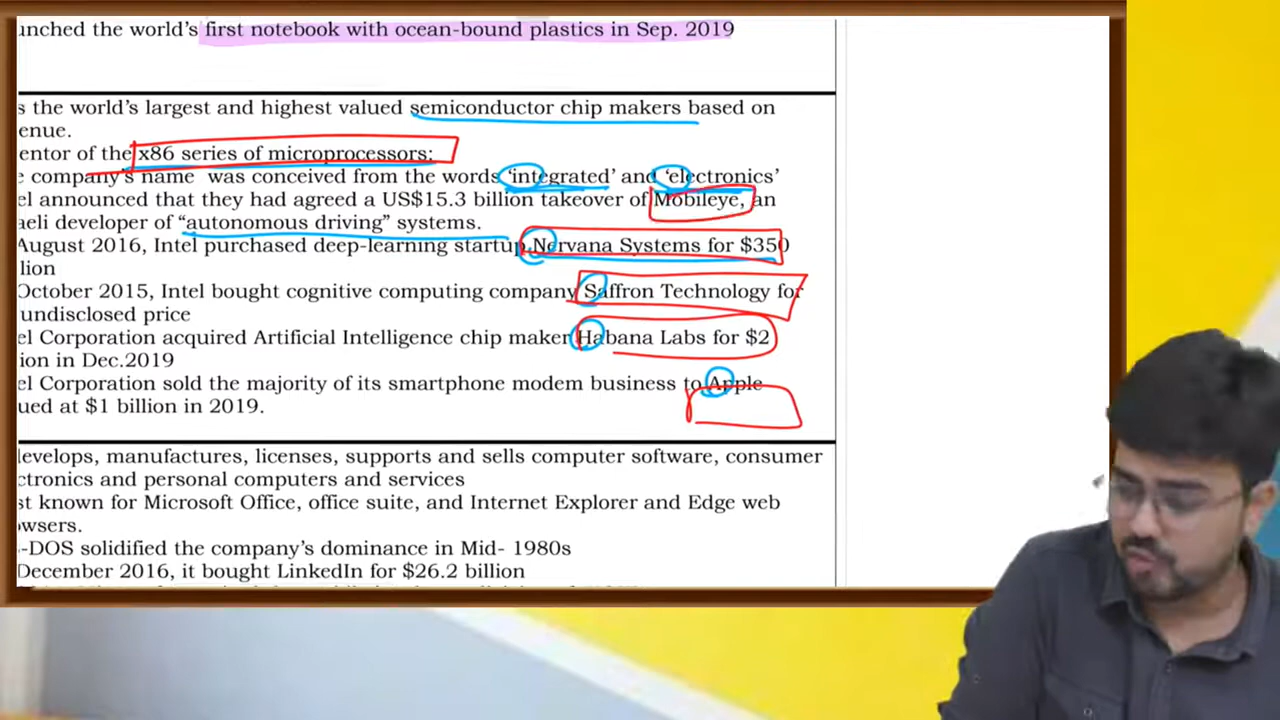 unched the world's first notebook with ocean-bound plastics in Sep. 2019
s the world's largest and highest valued semiconductor chip makers based on
enue.
entor of the x86 series of microprocessors;
e company's name was conceived from the words 'integrated' and 'electronics'
el announced that they had agreed a US$15.3 billion takeover of Mobileye, an
aeli developer of "autonomous driving" systems.
August 2016, Intel purchased deep-learning startup Nervana Systems for $350
lion
October 2015, Intel bought cognitive computing company Saffron Technology for
undisclosed price
el Corporation acquired Artificial Intelligence chip maker Habana Labs for $2
ion in Dec.2019
el Corporation sold the majority of its smartphone modem business to Apple
ued at $1 billion in 2019.
develops, manufactures, licenses, supports and sells computer software, consumer
ctronics and personal computers and services
st known for Microsoft Office, office suite, and Internet Explorer and Edge web
owsers.
-DOS solidified the company's dominance in Mid- 1980s
December 2016, it bought LinkedIn for $26.2 billion